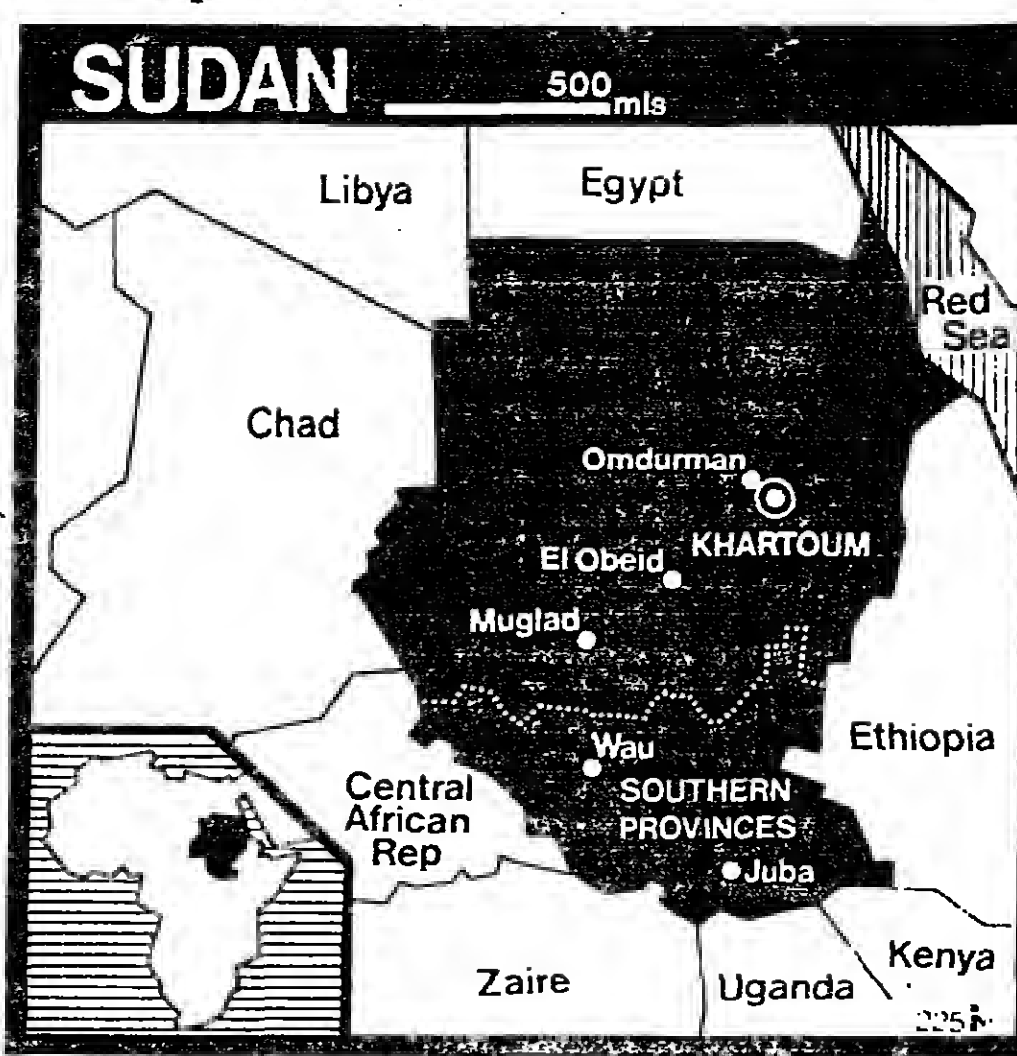 SUDAN
500
mls
Libya
Egypt
Red
Sea
Chad
Omdurman
KHARTOUM
El Obeid
Muglad
Ethiopia
Wau
SOUTHERN
PROVINCES
Central
African
Rep
Juba
Zaire
Uganda
Kenya